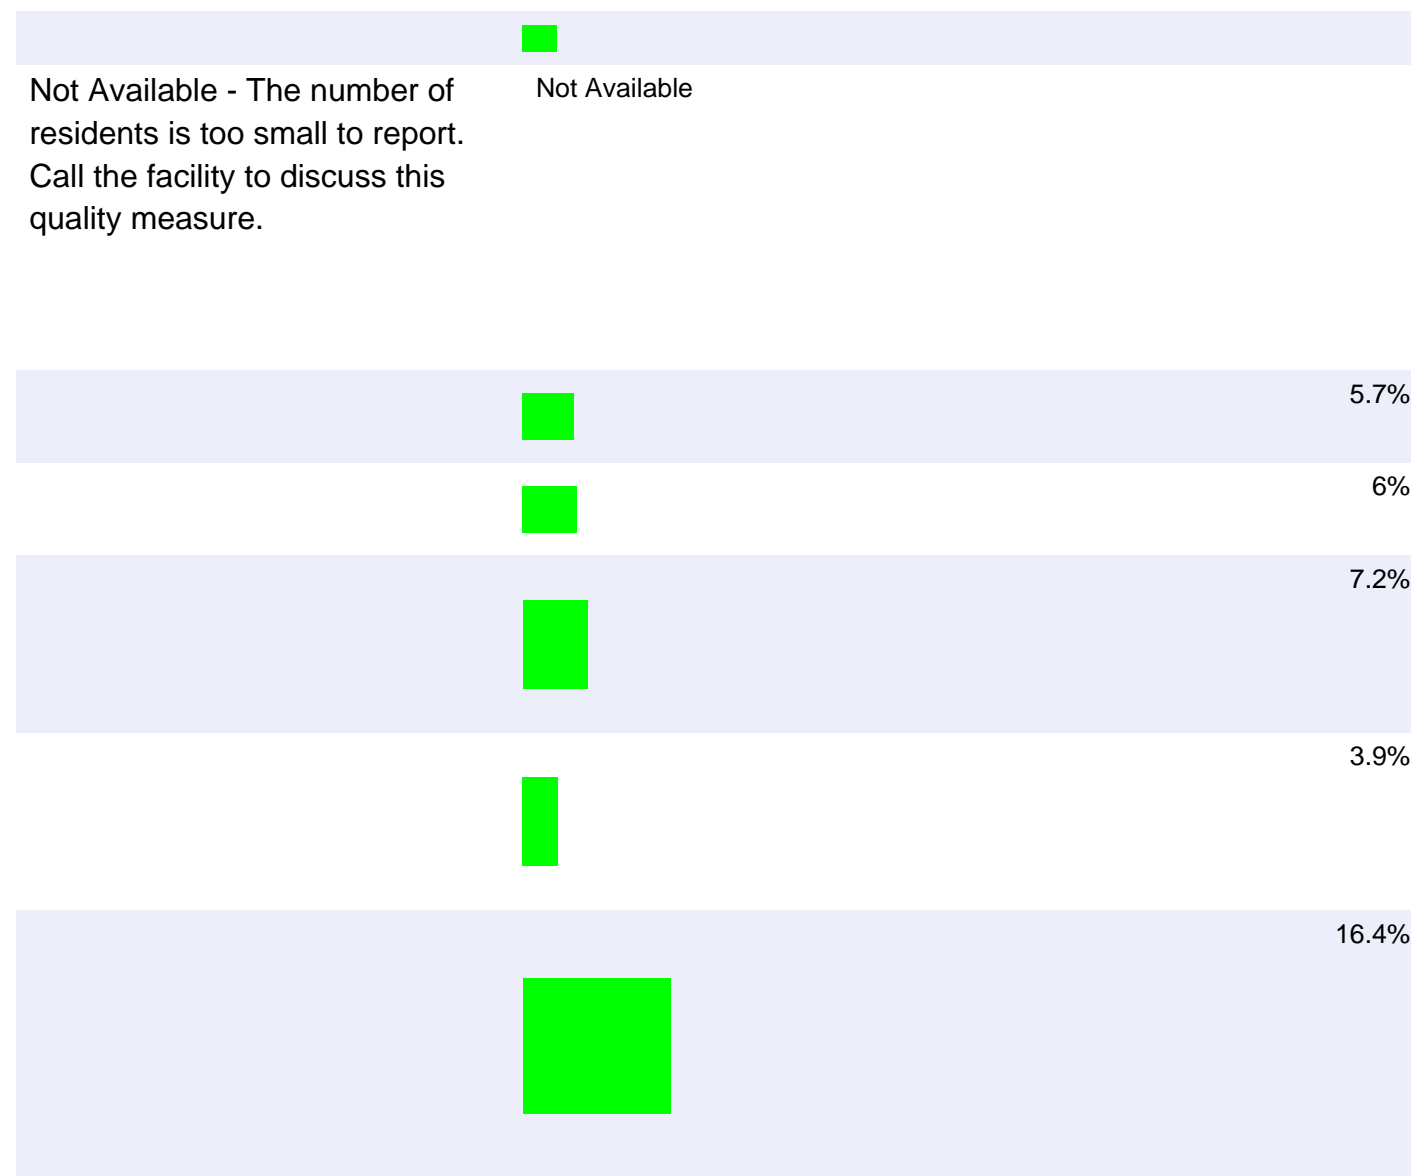 Not Available - The number of
residents is too small to report.
Call the facility to discuss this
quality measure.
Not Available
5.7%
6%
7.2%
3.9%
16.4%